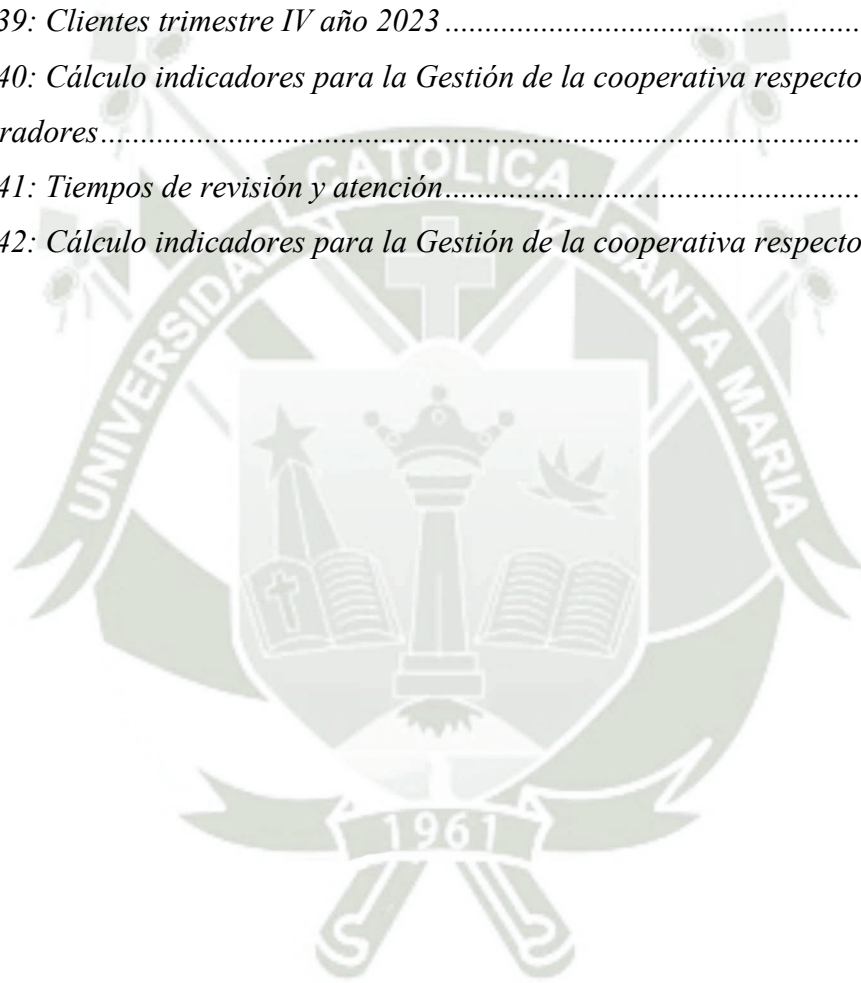 39: Clientes trimestre IV año 2023 ..........................................................
40: Cálculo indicadores para la Gestión de la cooperativa respecto
radores ..........................................................................................................
41: Tiempos de revisión y atención ..........................................................
42: Cálculo indicadores para la Gestión de la cooperativa respecto
UNIVERSIDAD CATOLICA SANTA MARIA
1961